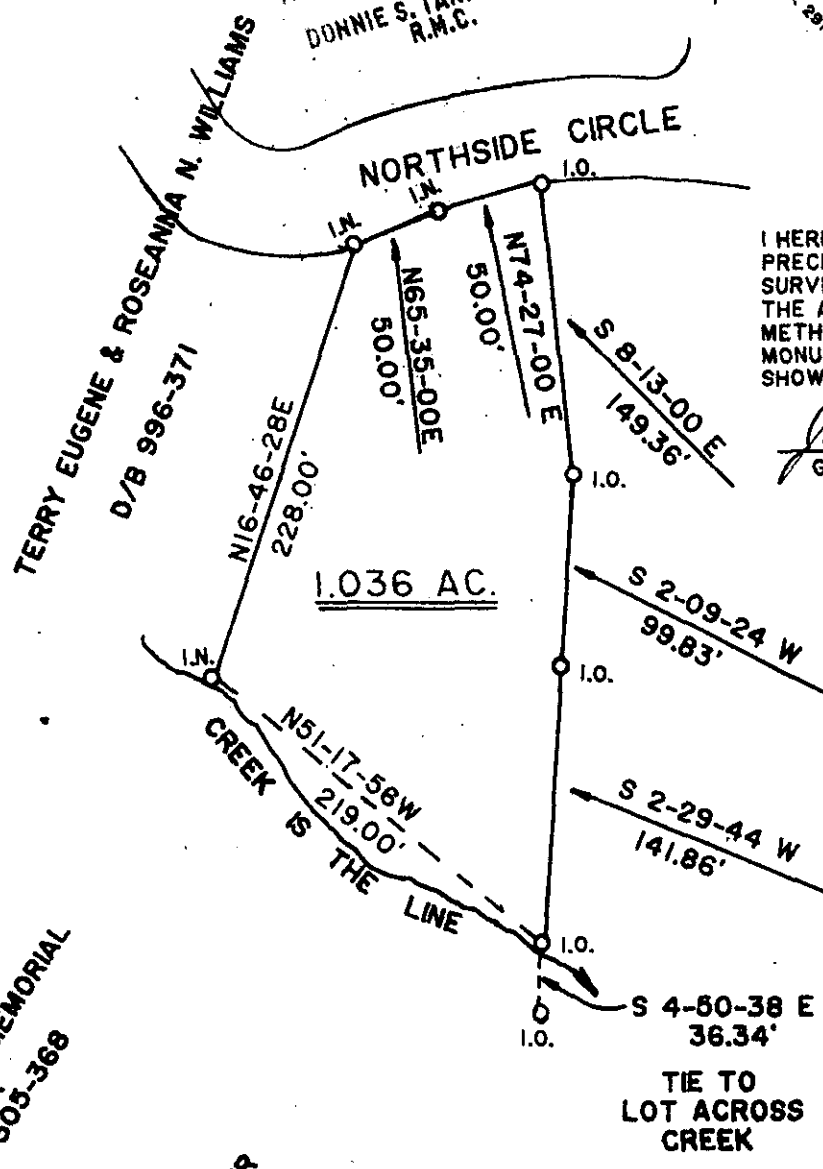 DONNIE S.
R.M.C.
NORTHSIDE CIRCLE
I.O.
I.N.
I.N.
TERRY EUGENE & ROSEANNA N. WILLIAMS
D/B 996-371
N65-35-00E
50.00'
N74-27-00 E
50.00'
I HERE
PRECI
SURVE
THE A
METH
MONU
SHOW
G
S 8-13-00 E
149.36'
N16-46-28E
228.00'
I.O.
1.036 AC.
S 2-09-24 W
99.83'
I.N.
I.O.
N51-17-56W
219.00'
CREEK IS THE LINE
S 2-29-44 W
141.86'
I.O.
S 4-50-38 E
36.34'
I.O.
TIE TO
LOT ACROSS
CREEK
MEMORIAL
505-368